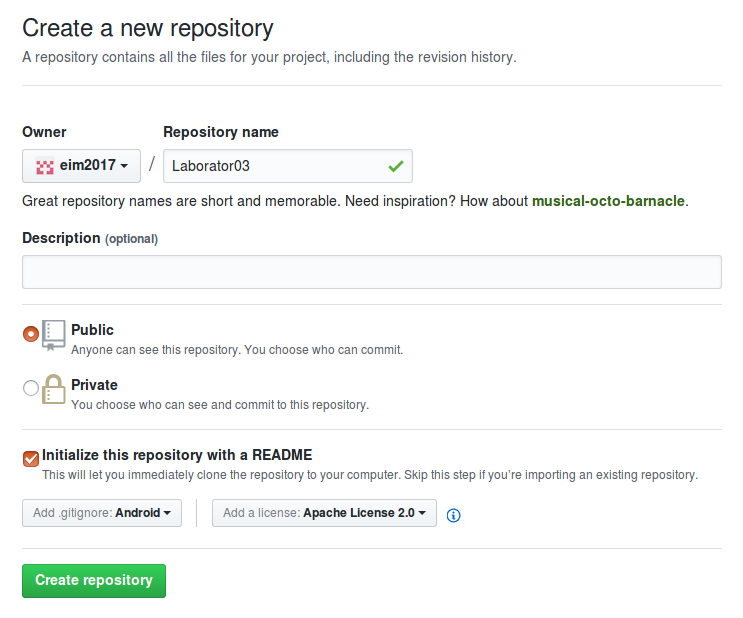 Create a new repository
A repository contains all the files for your project, including the revision history.
Owner Repository name
eim2017 / Laborator03
Great repository names are short and memorable. Need inspiration? How about musical-octo-barnacle.
Description (optional)
Public
Anyone can see this repository. You choose who can commit.
Private
You choose who can see and commit to this repository.
Initialize this repository with a README
This will let you immediately clone the repository to your computer. Skip this step if you're importing an existing repository.
Add .gitignore: Android Add a license: Apache License 2.0
Create repository